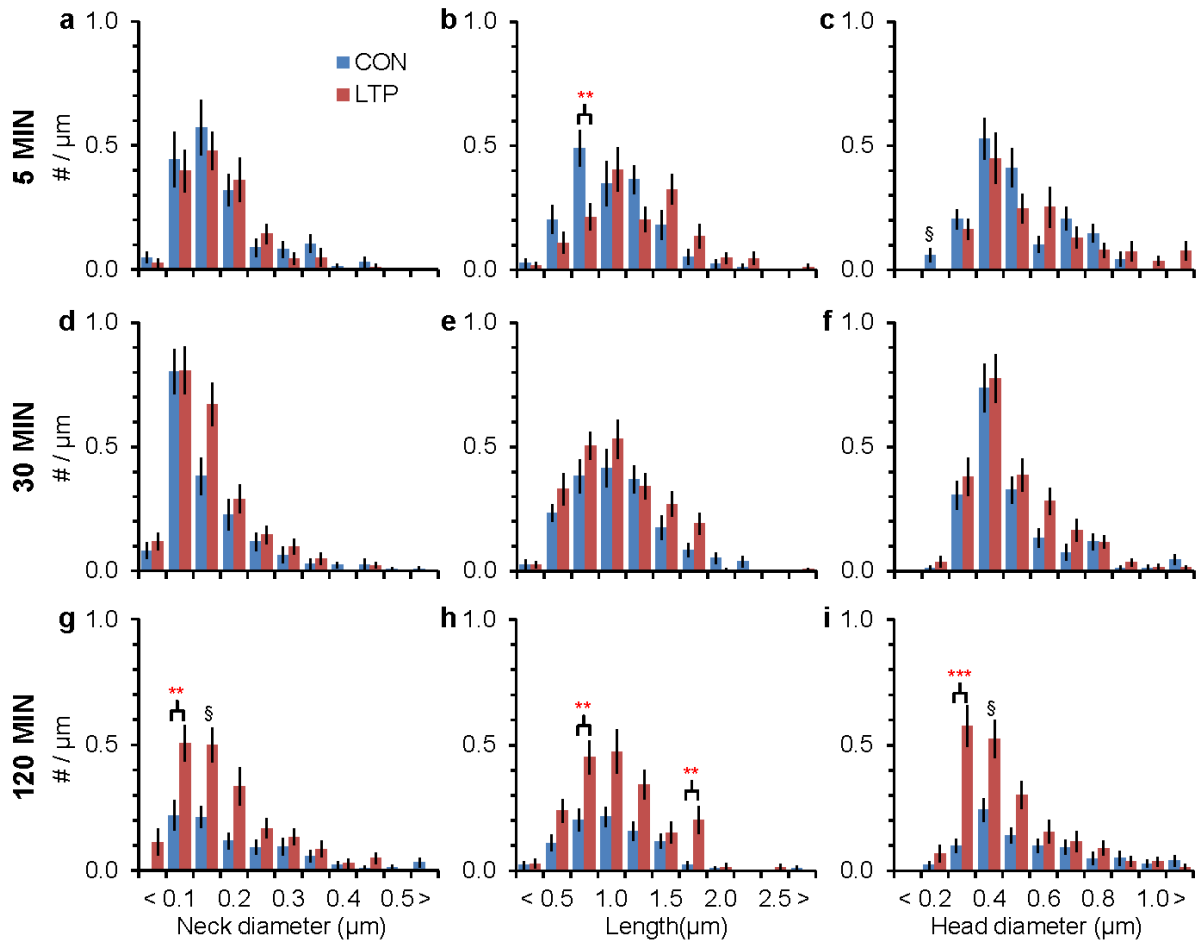 a
b
c
1.0
1.0
1.0
CON
LTP
**
5 MIN
# / µm
0.5
0.5
0.5
§
0.0
0.0
0.0
d
e
f
1.0
1.0
1.0
30 MIN
# / µm
0.5
0.5
0.5
0.0
0.0
0.0
g
h
i
1.0
1.0
1.0
**
§
**
**
***
§
120 MIN
# / µm
0.5
0.5
0.5
0.0
0.0
0.0
< 0.1 0.2 0.3 0.4 0.5 >
< 0.5 1.0 1.5 2.0 2.5 >
< 0.2 0.4 0.6 0.8 1.0 >
Neck diameter (µm)
Length(µm)
Head diameter (µm)